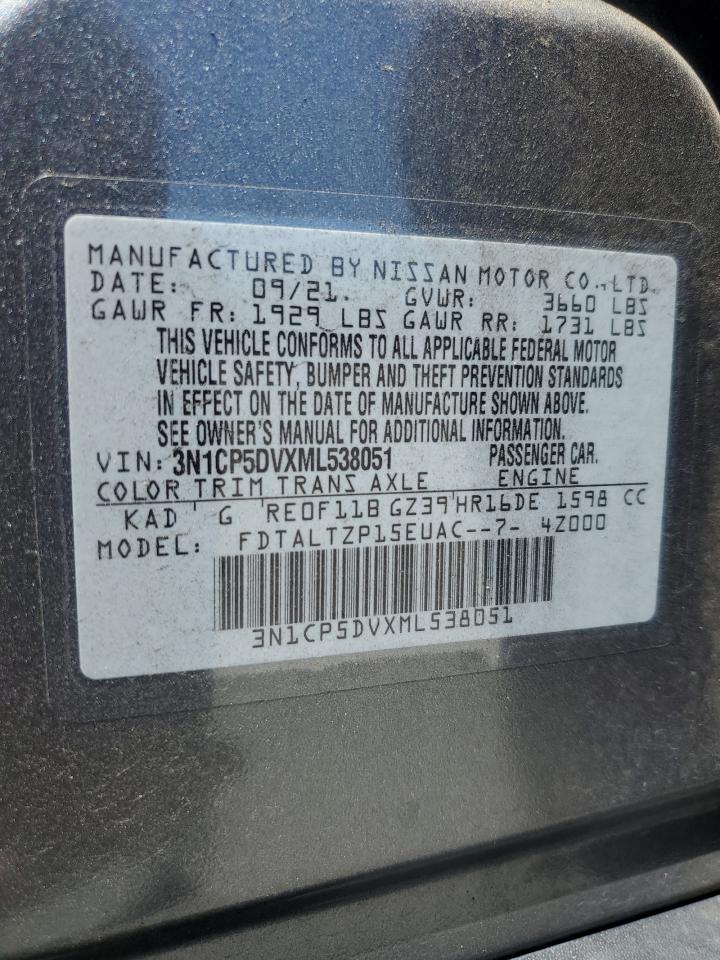 MANUFACTURED BY NISSAN MOTOR CO.,LTD.
DATE: 09/21. GVWR: 3660 LBS
GAWR FR: 1929 LBS GAWR RR: 1731 LBS
THIS VEHICLE CONFORMS TO ALL APPLICABLE FEDERAL MOTOR
VEHICLE SAFETY, BUMPER AND THEFT PREVENTION STANDARDS
IN EFFECT ON THE DATE OF MANUFACTURE SHOWN ABOVE.
SEE OWNER'S MANUAL FOR ADDITIONAL INFORMATION.
VIN: 3N1CP5DVXML538051 PASSENGER CAR.
COLOR TRIM TRANS AXLE ENGINE
KAD G RE0F11B GZ39 HR16DE 1598 CC
MODEL: FDTALTZP15EUAC--7- 4Z000
3N1CP5DVXML538051